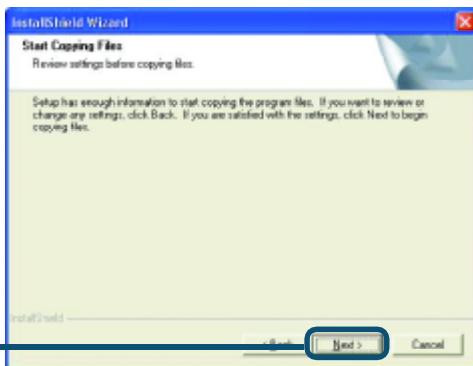 InstallShield Wizard
Start Copying Files
Review settings before copying files.
Setup has enough information to start copying the program files. If you want to review or
change any settings, click Back. If you are satisfied with the settings, click Next to begin
copying files.
InstallShield
< Back
Next >
Cancel